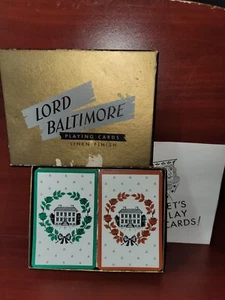 LORD
BALTIMORE
PLAYING CARDS
LINEN FINISH
LET'S
PLAY
CARDS!